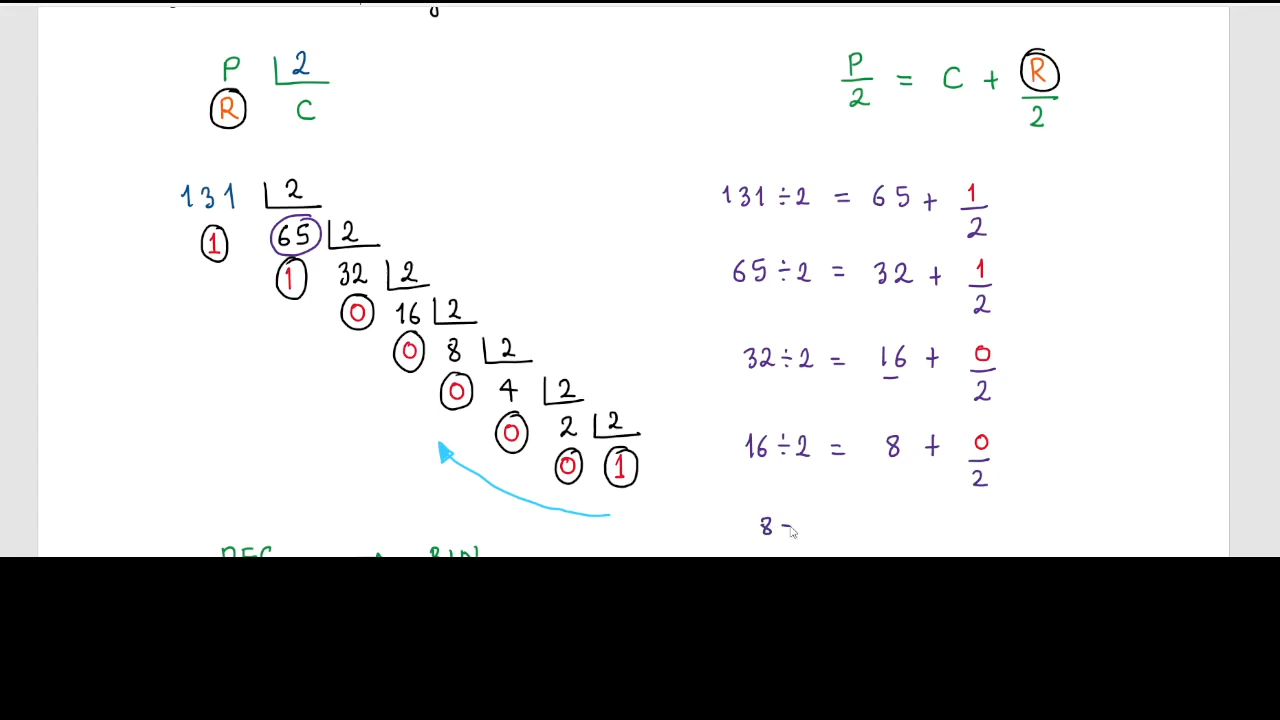 P 2
R C
131 2
1 65 2
1 32 2
0 16 2
0 8 2
0 4 2
0 2 2
0 1
P/2 = C + R/2
131 ÷ 2 = 65 + 1/2
65 ÷ 2 = 32 + 1/2
32 ÷ 2 = 16 + 0/2
16 ÷ 2 = 8 + 0/2
8 -